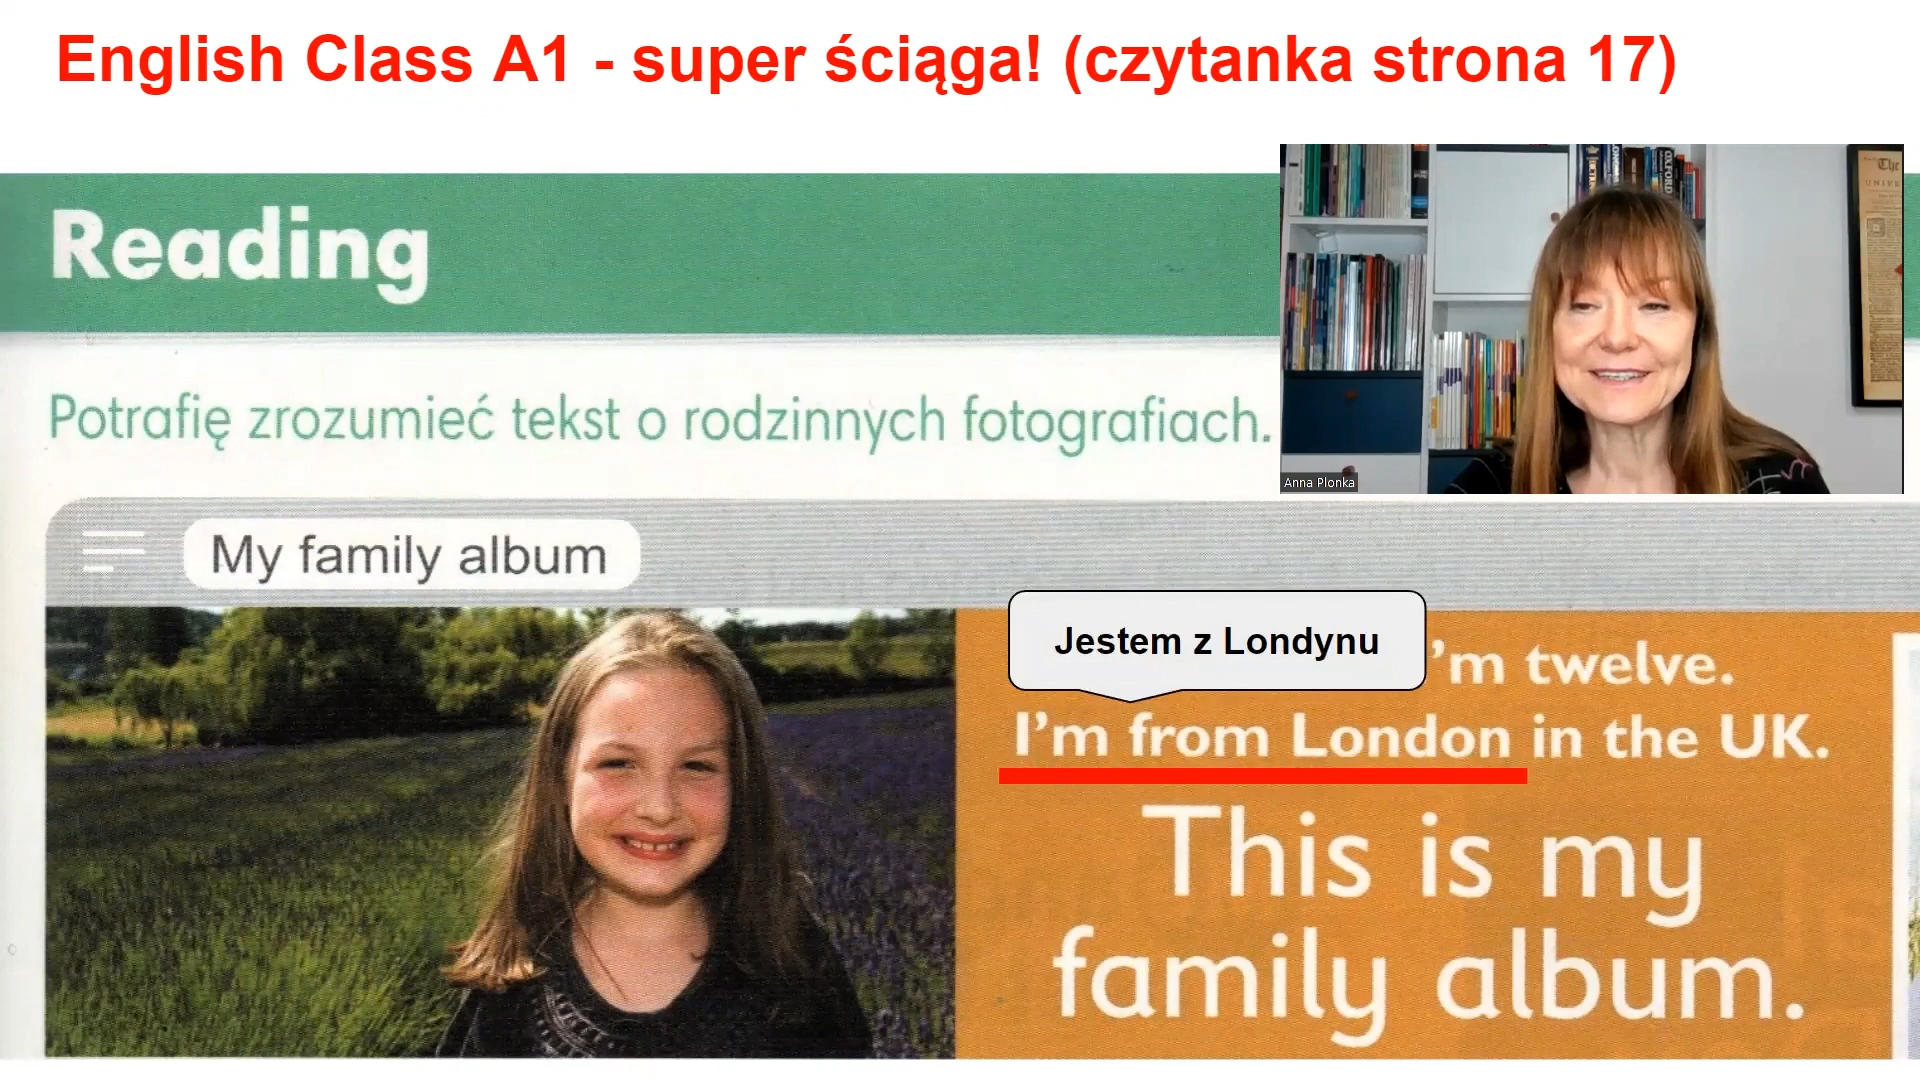 English Class A1 - super ściąga! (czytanka strona 17)
Reading
Potrafię zrozumieć tekst o rodzinnych fotografiach.
Anna Plonka
My family album
Jestem z Londynu
'm twelve.
I'm from London in the UK.
This is my
family album.